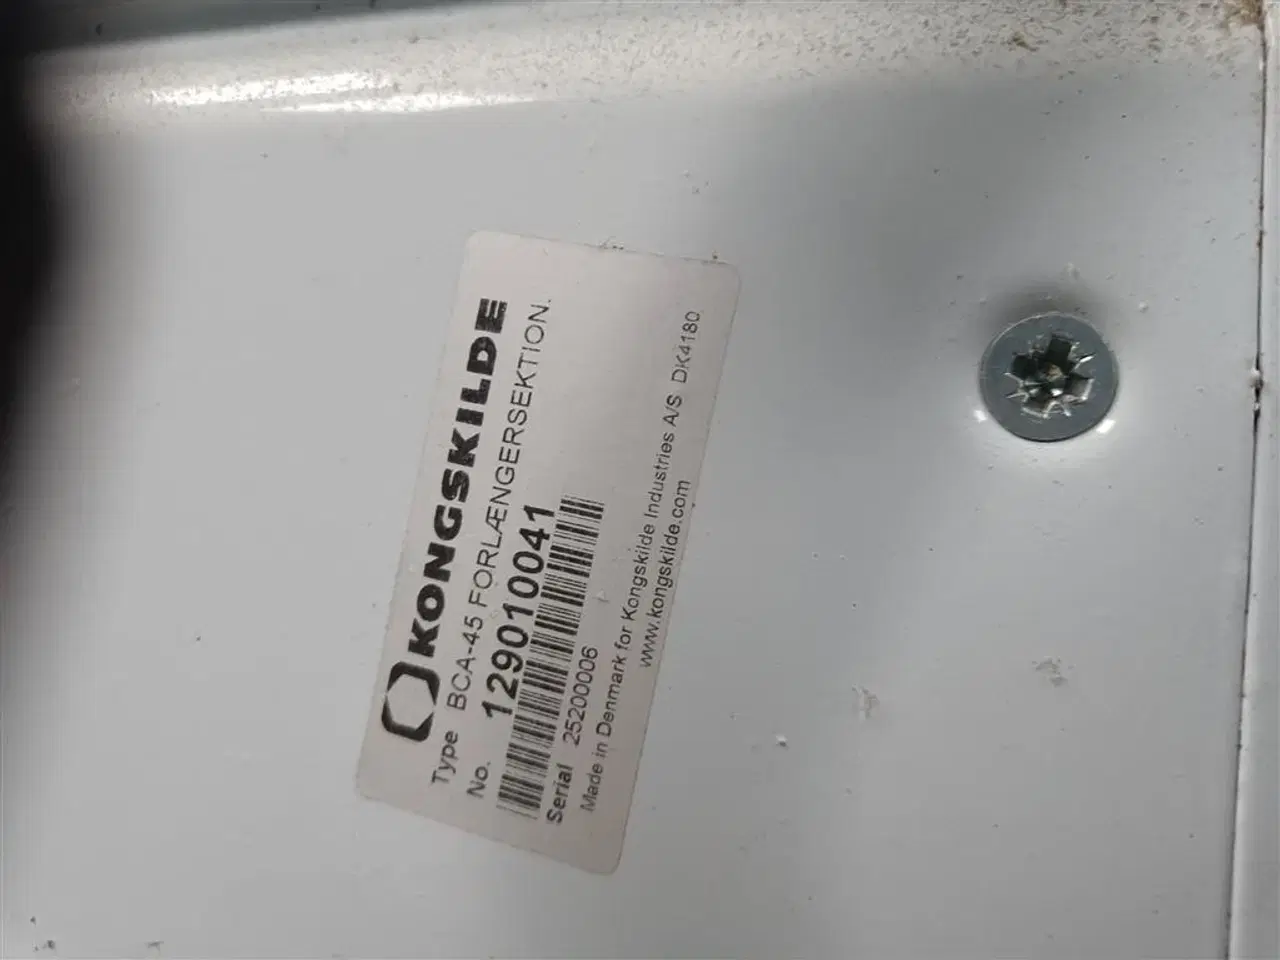 KONGSKILDE
Type BCA-45 FORLÆNGERSEKTION.
No. 129010041
Serial 25200006
Made in Denmark for Kongskilde Industries A/S DK4180
www.kongskilde.com